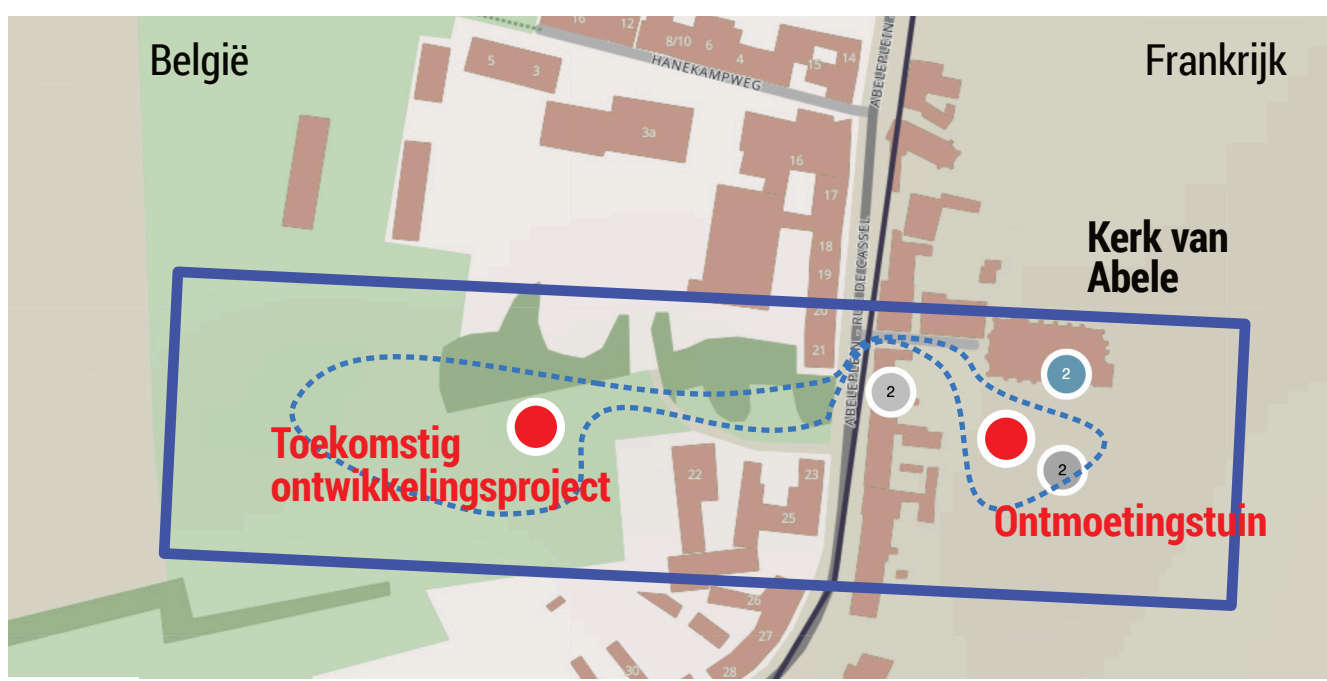 België
Frankrijk
16
12
8/10
6
4
15
14
5
3
HANEKAMPWEG
ABELEPLEIN
3a
16
17
18
19
20
21
ABELEPLEIN - RUE DE CASSEL
Kerk van
Abele
2
2
2
Toekomstig
ontwikkelingsproject
Ontmoetingstuin
22
23
25
26
27
28
30